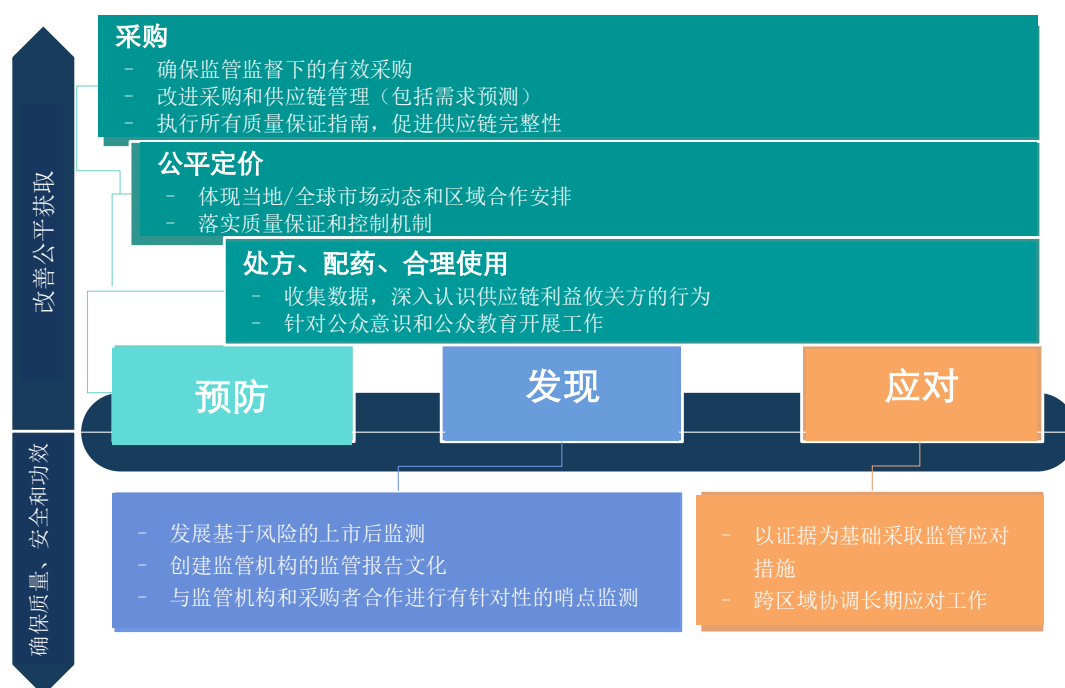 采购
- 确保监管监督下的有效采购
- 改进采购和供应链管理（包括需求预测）
- 执行所有质量保证指南，促进供应链完整性
公平定价
- 体现当地/全球市场动态和区域合作安排
- 落实质量保证和控制机制
处方、配药、合理使用
- 收集数据，深入认识供应链利益攸关方的行为
- 针对公众意识和公众教育开展工作
改善公平获取
预防
发现
应对
确保质量、安全和功效
- 发展基于风险的上市后监测
- 创建监管机构的监管报告文化
- 与监管机构和采购者合作进行有针对性的哨点监测
- 以证据为基础采取监管应对
措施
- 跨区域协调长期应对工作